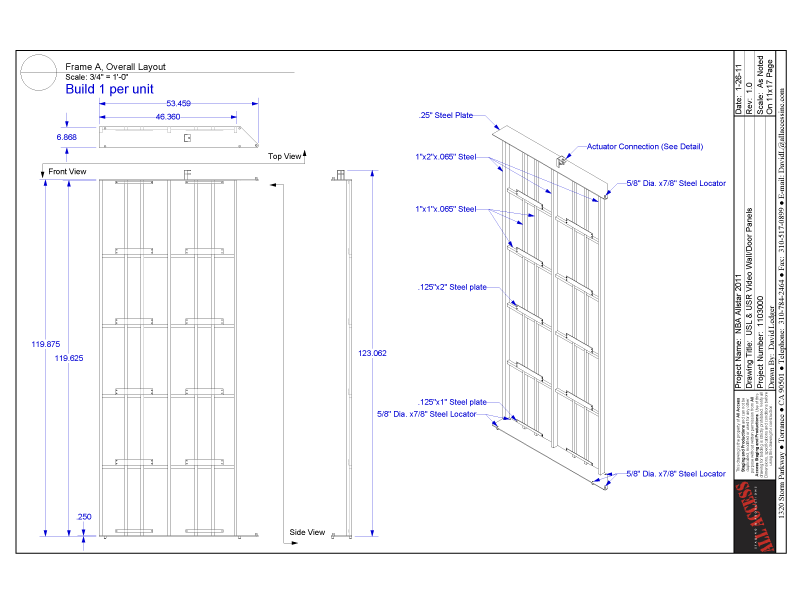 Frame A, Overall Layout
Scale: 3/4" = 1'-0"
Build 1 per unit
53.459
46.360
6.868
Top View
Front View
119.875
119.625
.250
Side View
123.062
.25" Steel Plate
Actuator Connection (See Detail)
1"x2"x.065" Steel
5/8" Dia. x7/8" Steel Locator
1"x1"x.065" Steel
.125"x2" Steel plate
.125"x1" Steel plate
5/8" Dia. x7/8" Steel Locator
5/8" Dia. x7/8" Steel Locator
Date: 1-26-11
Rev: 1.0
Scale: As Noted
On 11x17 Page
Project Name: NBA Allstar 2011
Drawing Title: USL & USR Video Wall/Door Panels
Project Number: 1103000
Drawn By: David Ledger
ALL ACCESS
1320 Storm Parkway ● Torrance ● CA 90501 ● Telephone: 310-784-2464 ● Fax: 310-517-0899 ● E-mail: DavidL@allaccessinc.com